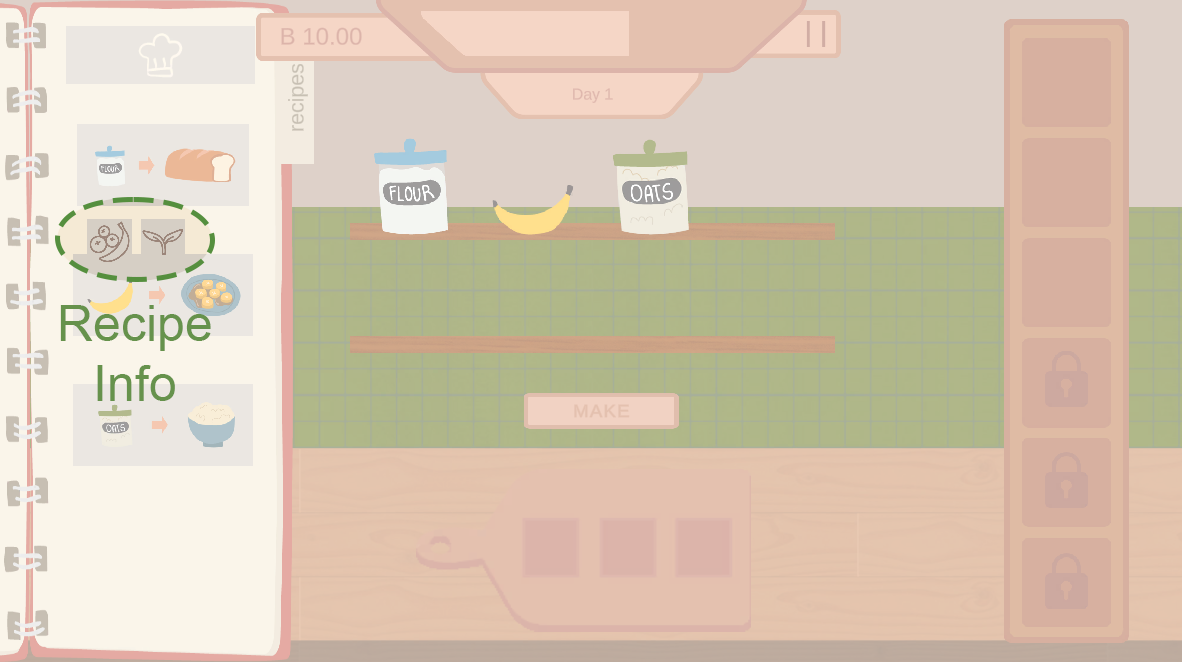 B 10.00
recipes
Day 1
FLOUR
FLOUR
OATS
Recipe
Info
OATS
MAKE